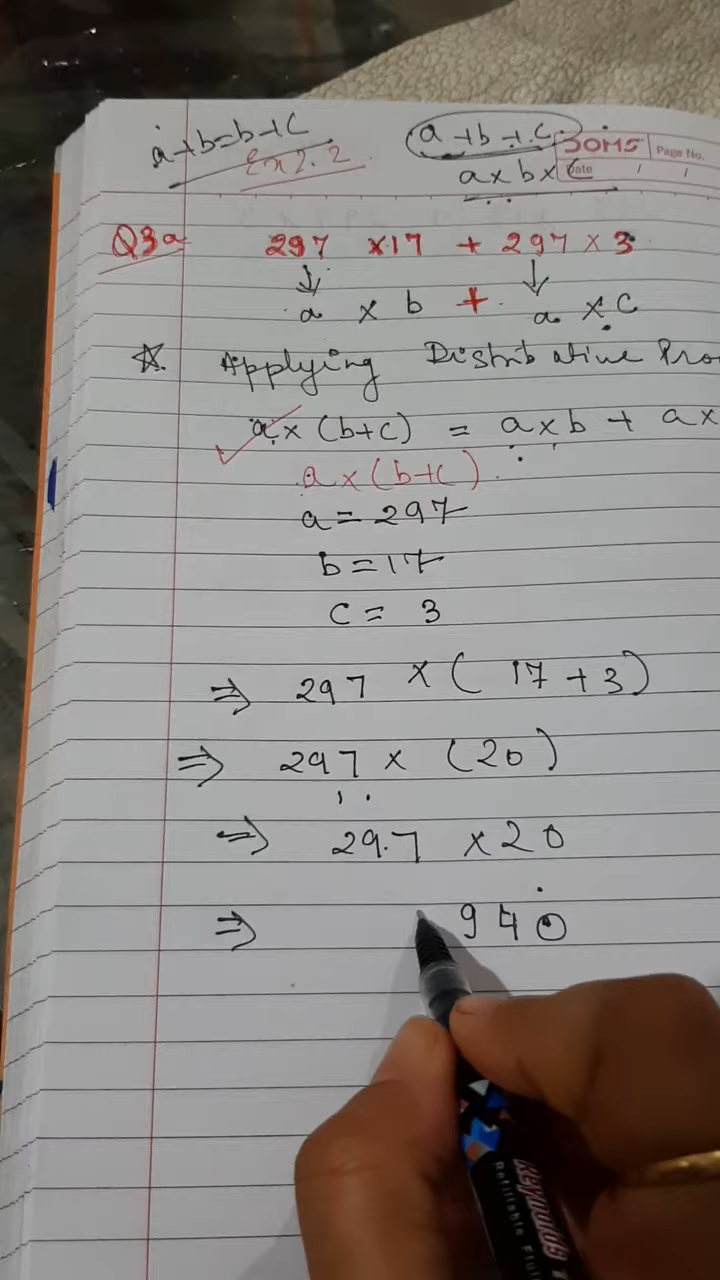 a+b=b+c
Ex 2.2
a+b+c
a×b×c
DOMS
Page No.
Date / /
Q3a 297 ×17 + 297 × 3
a × b + a × c
Applying Distributive Pro
a × (b+c) = a×b + a×
a × (b+c)
a = 297
b = 17
c = 3
⇒ 297 × ( 17 + 3 )
⇒ 297 × (20)
⇒ 29.7 × 20
⇒ 940
REYNOLDS